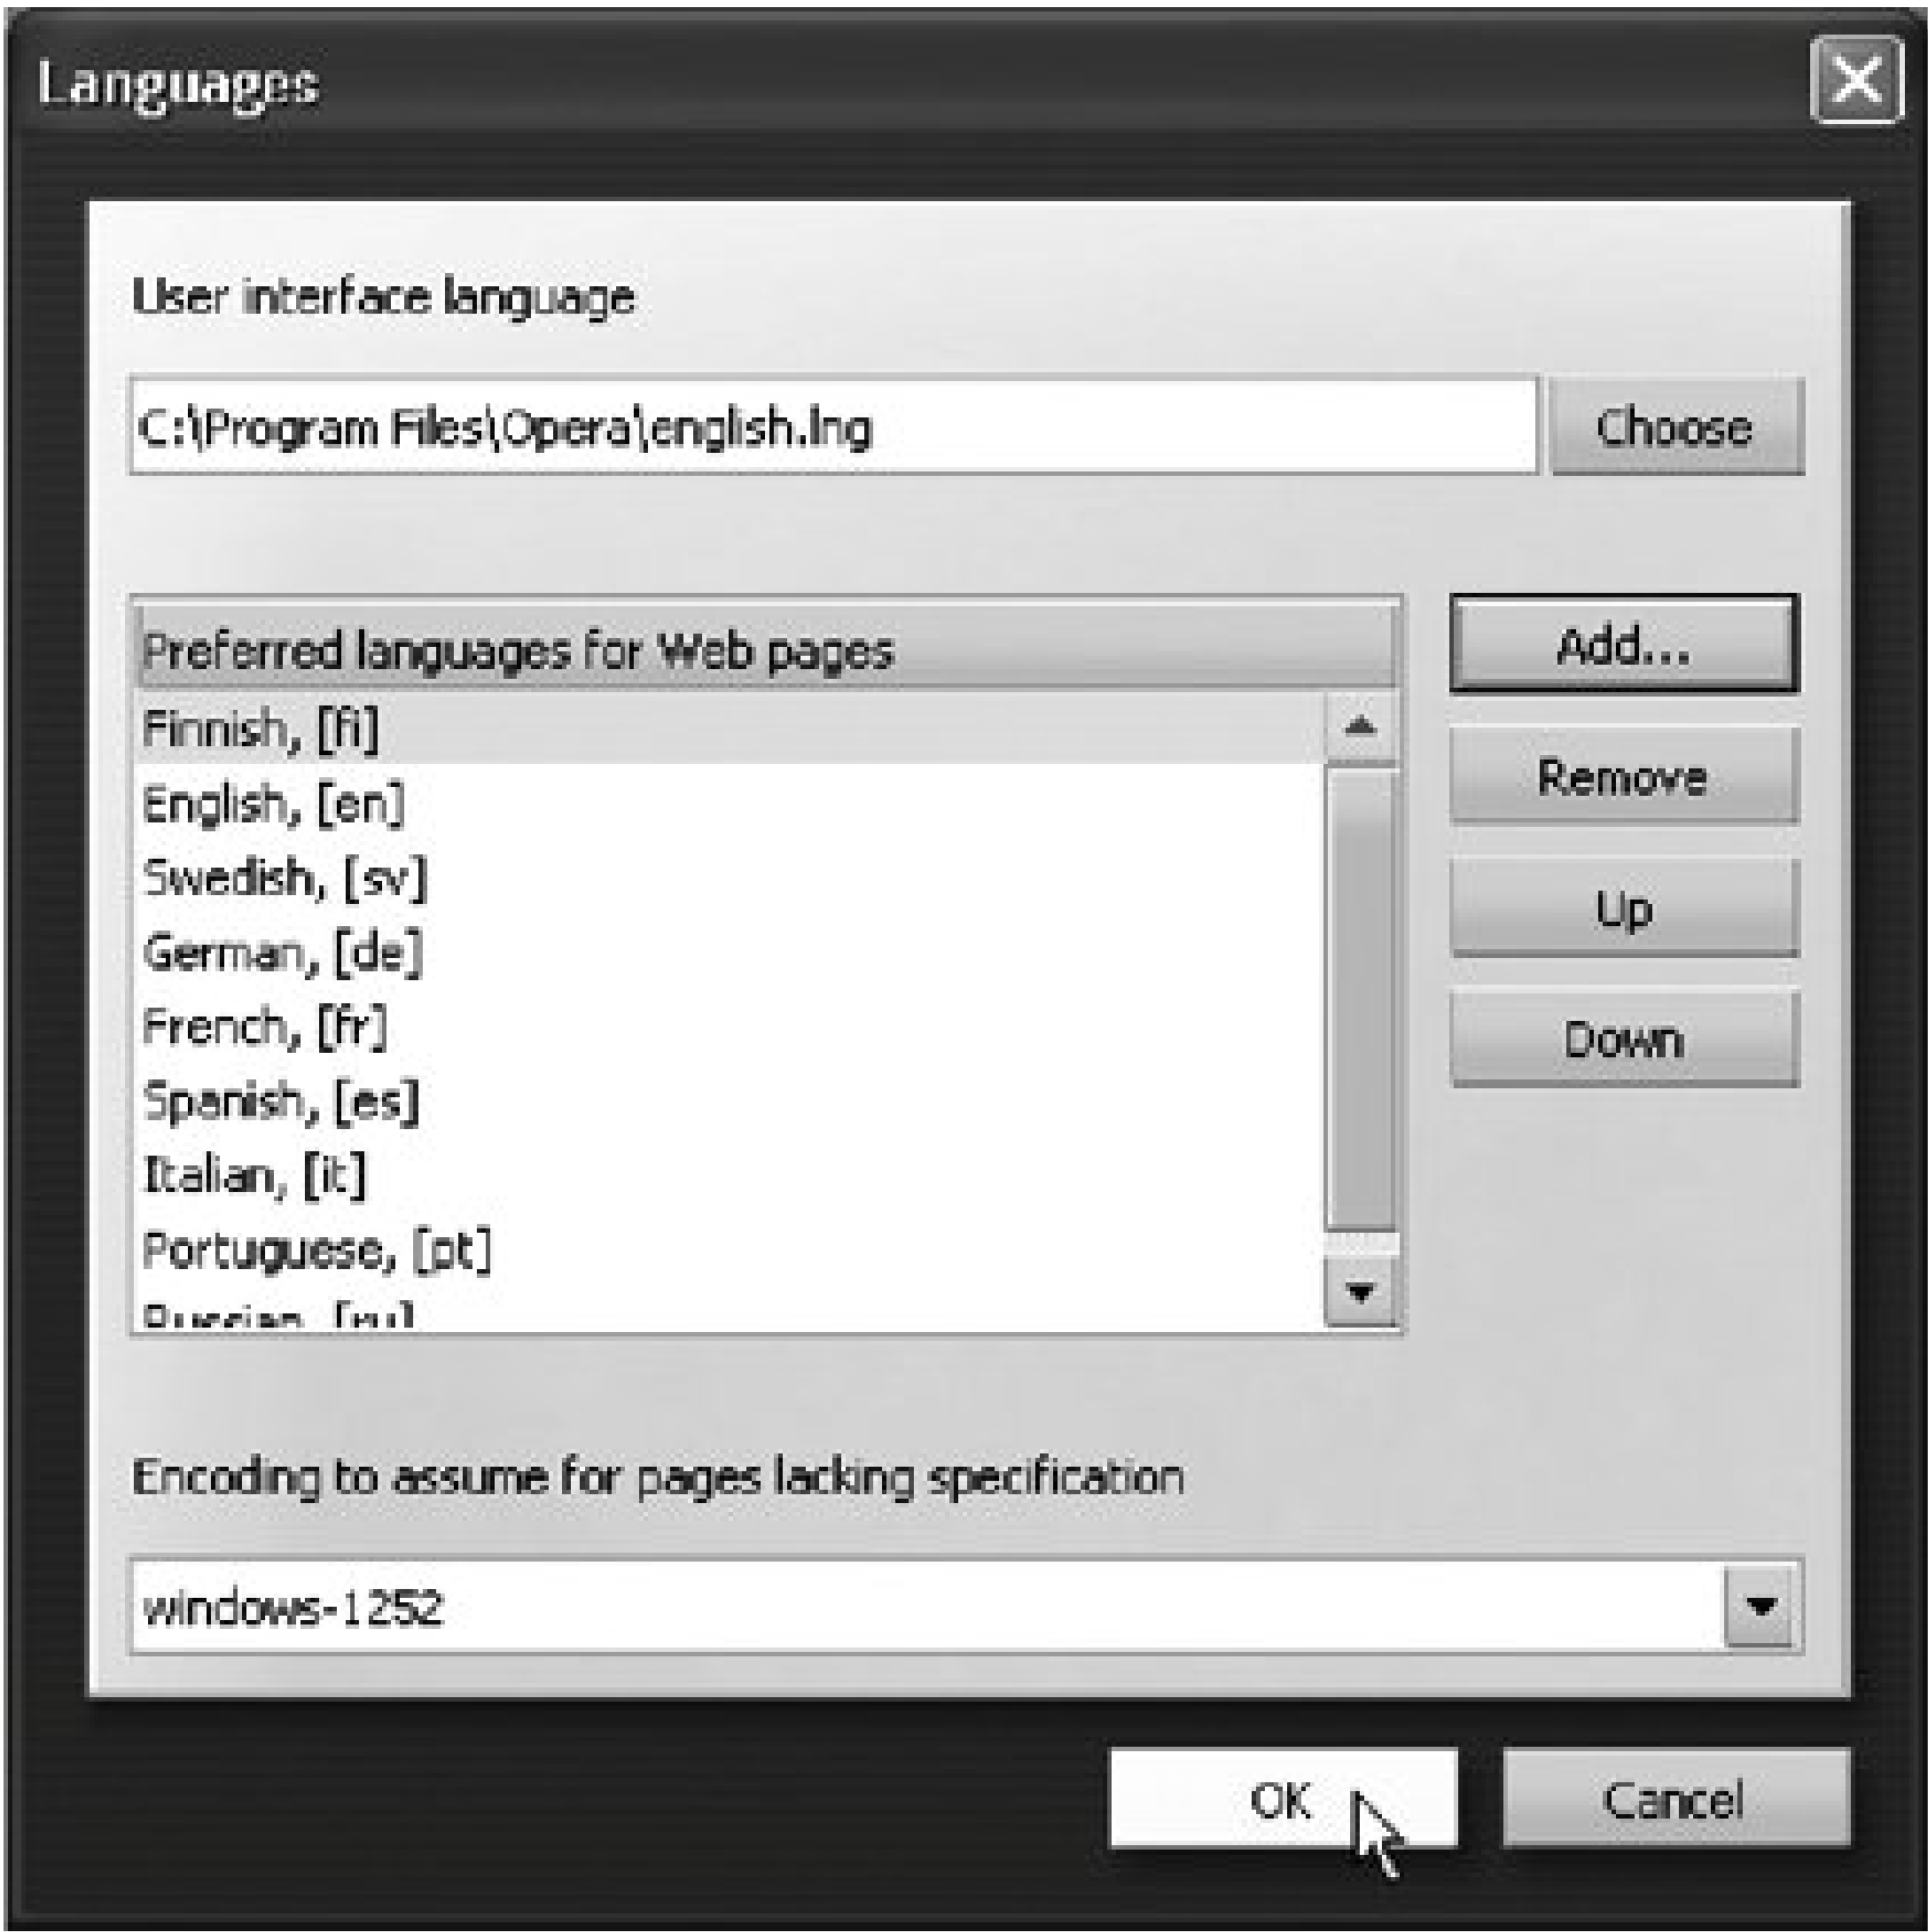 Languages
User interface language
C:\Program Files\Opera\english.lng
Choose
Preferred languages for Web pages
Finnish, [fi]
English, [en]
Swedish, [sv]
German, [de]
French, [fr]
Spanish, [es]
Italian, [it]
Portuguese, [pt]
Russian, [ru]
Add...
Remove
Up
Down
Encoding to assume for pages lacking specification
windows-1252
OK
Cancel